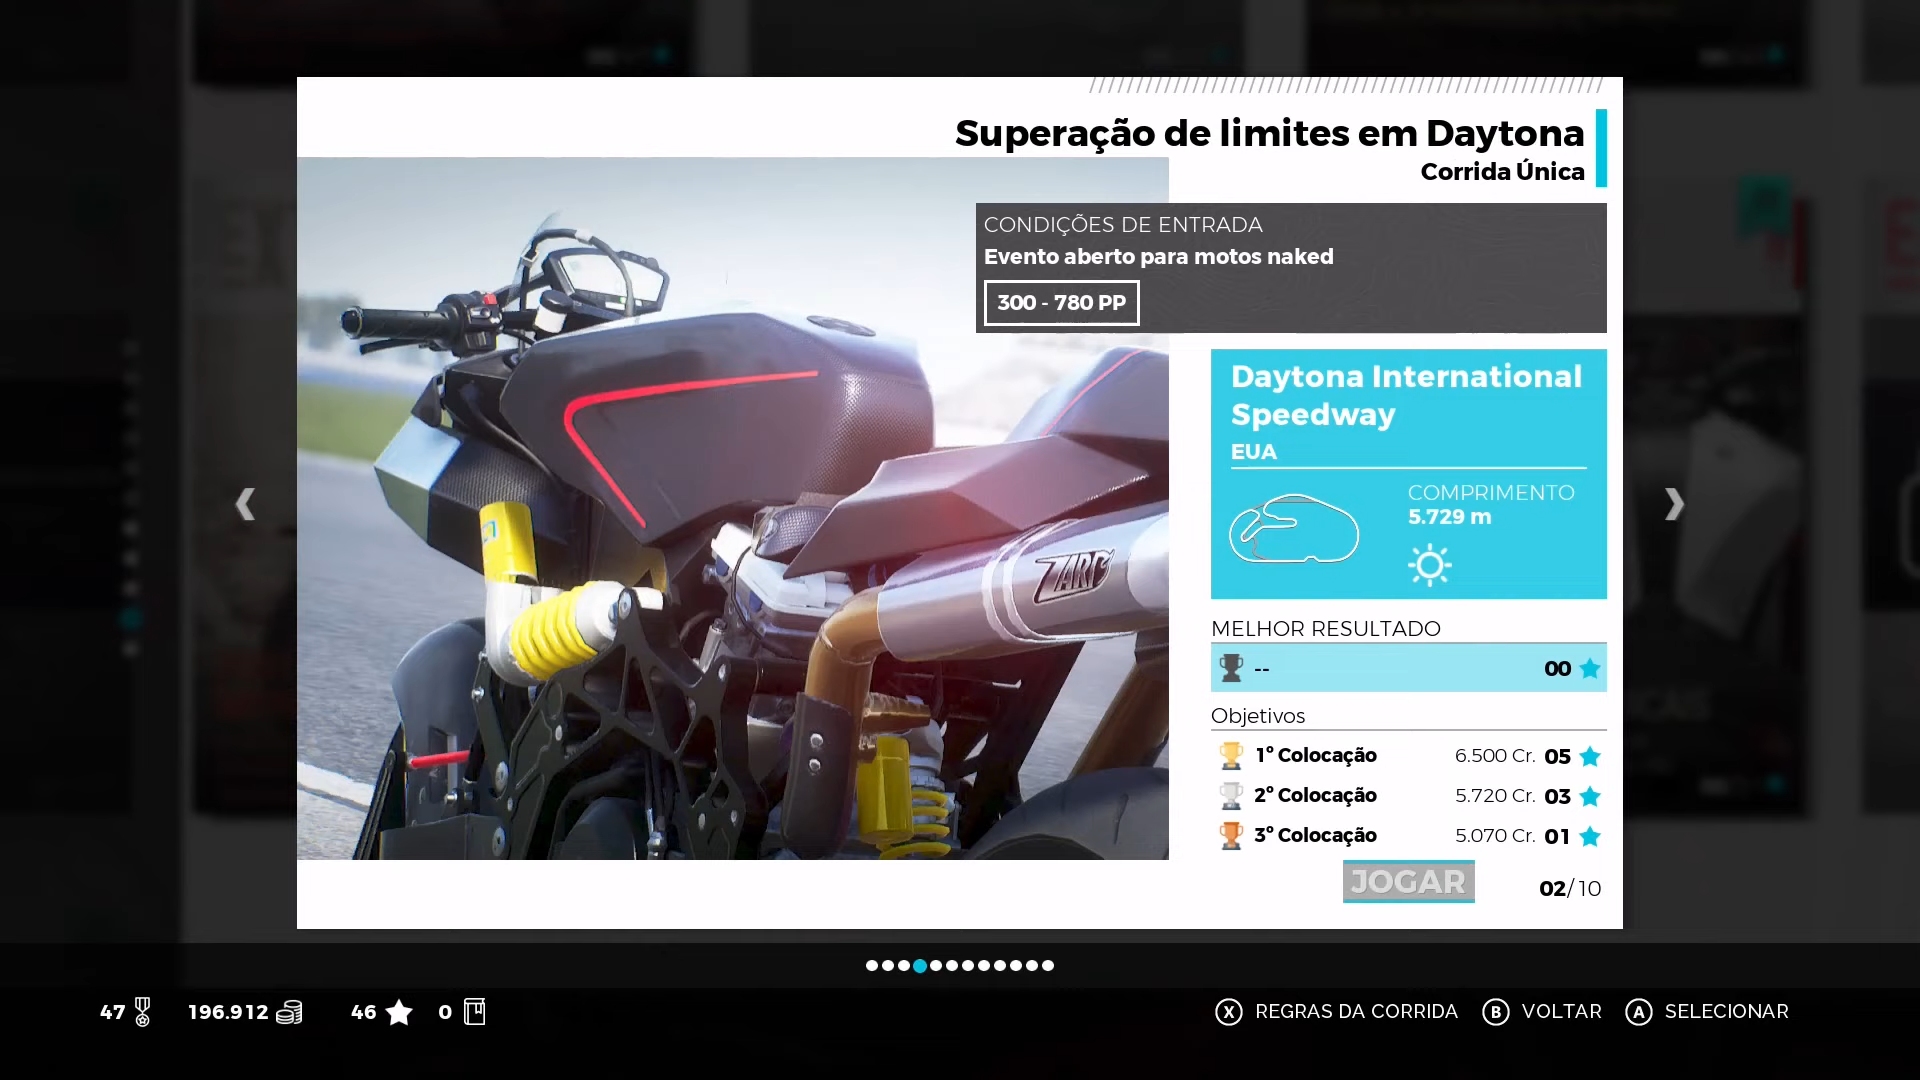 Superação de limites em Daytona
Corrida Única
CONDIÇÕES DE ENTRADA
Evento aberto para motos naked
300 - 780 PP
Daytona International
Speedway
EUA
COMPRIMENTO
5.729 m
ZARD
MELHOR RESULTADO
-- 00
Objetivos
1º Colocação 6.500 Cr. 05
2º Colocação 5.720 Cr. 03
3º Colocação 5.070 Cr. 01
JOGAR
02/10
47 196.912 46 0
X REGRAS DA CORRIDA B VOLTAR A SELECIONAR